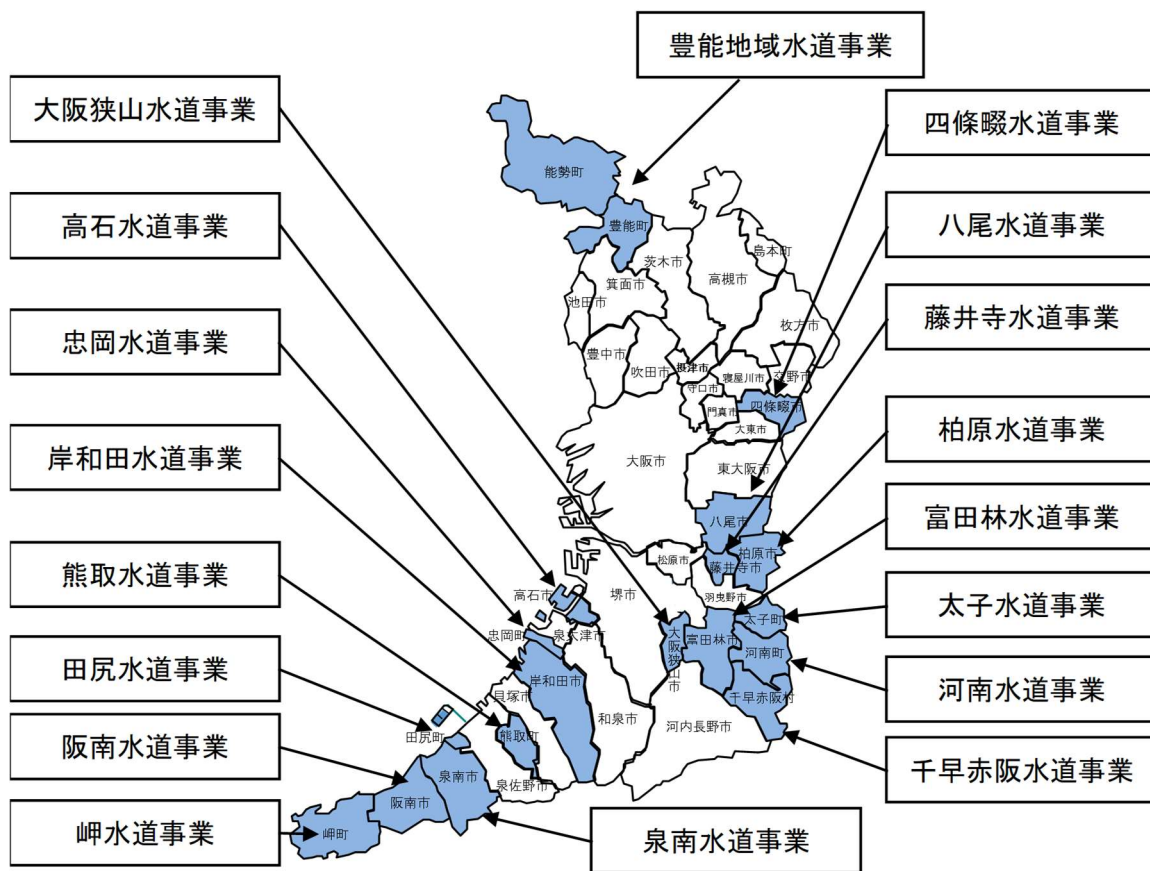 豊能地域水道事業
大阪狭山水道事業
高石水道事業
忠岡水道事業
岸和田水道事業
熊取水道事業
田尻水道事業
阪南水道事業
岬水道事業
四條畷水道事業
八尾水道事業
藤井寺水道事業
柏原水道事業
富田林水道事業
太子水道事業
河南水道事業
千早赤阪水道事業
泉南水道事業
能勢町
豊能町
島本町
茨木市
高槻市
箕面市
池田市
枚方市
豊中市
吹田市
摂津市
寝屋川市
交野市
守口市
門真市
四條畷市
大東市
大阪市
東大阪市
八尾市
松原市
柏原市
藤井寺市
羽曳野市
高石市
堺市
太子町
忠岡町
泉大津市
大阪狭山市
富田林市
河南町
岸和田市
貝塚市
千早赤阪村
和泉市
河内長野市
田尻町
熊取町
泉南市
泉佐野市
阪南市
岬町